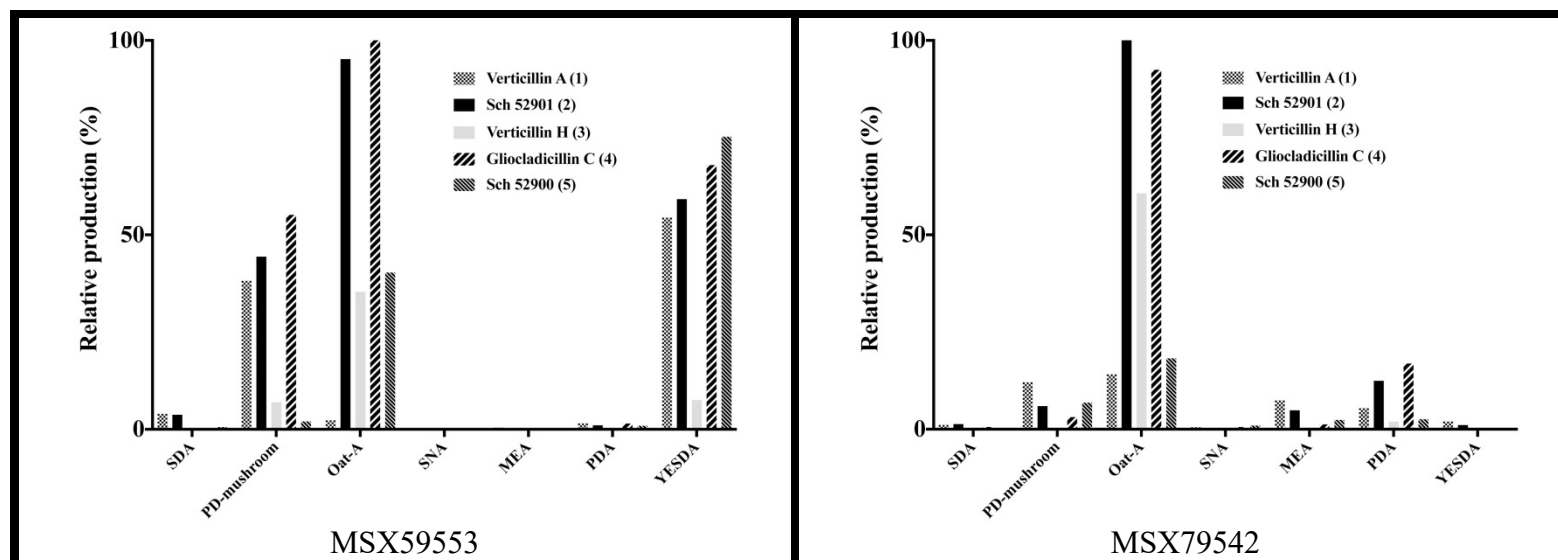 100
50
0
Relative production (%)
Verticillin A (1)
Sch 52901 (2)
Verticillin H (3)
Gliocladicillin C (4)
Sch 52900 (5)
SDA
PD-mushroom
Oat-A
SNA
MEA
PDA
YESDA
MSX59553
100
50
0
Relative production (%)
Verticillin A (1)
Sch 52901 (2)
Verticillin H (3)
Gliocladicillin C (4)
Sch 52900 (5)
SDA
PD-mushroom
Oat-A
SNA
MEA
PDA
YESDA
MSX79542